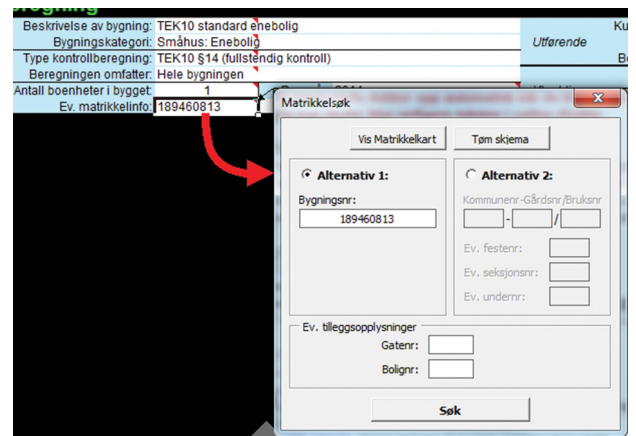 Beskrivelse av bygning: TEK10 standard enebolig
Bygningskategori: Småhus: Enebolig
Utførende
Type kontrollberegning: TEK10 §14 (fullstendig kontroll)
Beregningen omfatter: Hele bygningen
Antall boenheter i bygget: 1
Ev. matrikkelinfo: 189460813
Matrikkelsøk
Vis Matrikkelkart Tøm skjema
Alternativ 1: Alternativ 2:
Bygningsnr: Kommunenr-Gårdsnr/Bruksnr
189460813 - /
Ev. festenr:
Ev. seksjonsnr:
Ev. undernr:
Ev. tilleggsopplysninger
Gatenr:
Bolignr:
Søk